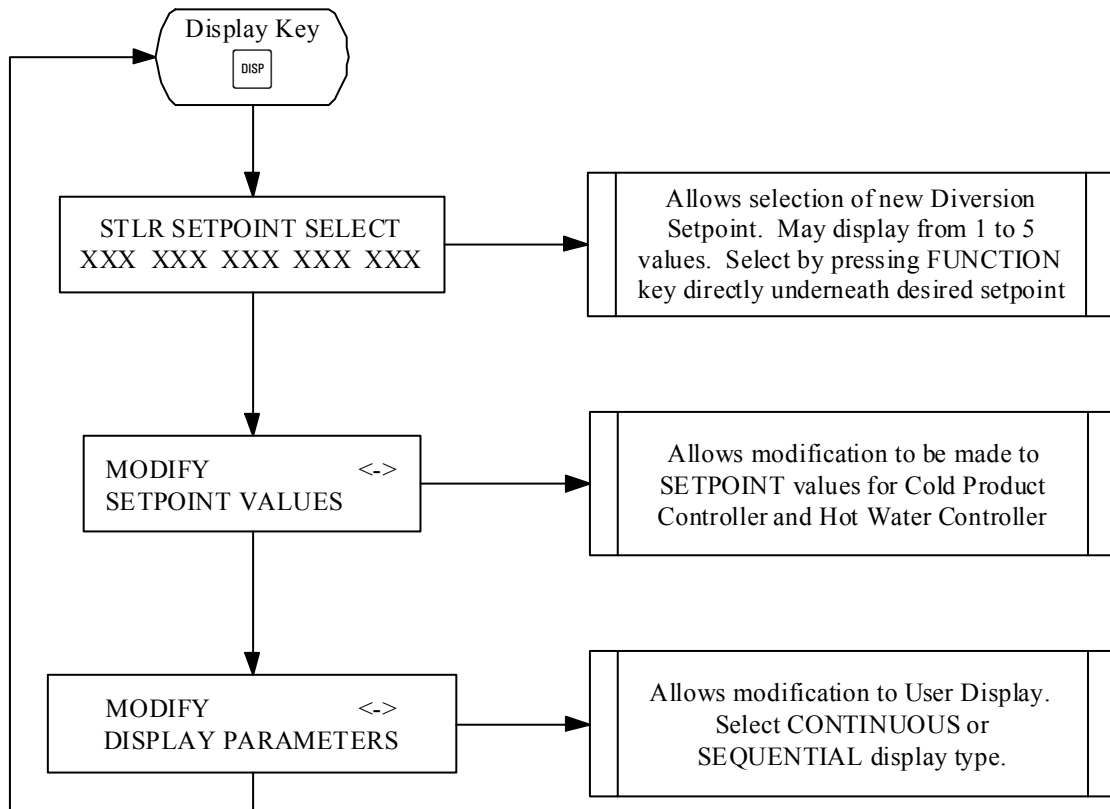 Display Key
DISP
STLR SETPOINT SELECT
XXX XXX XXX XXX XXX
Allows selection of new Diversion
Setpoint. May display from 1 to 5
values. Select by pressing FUNCTION
key directly underneath desired setpoint
MODIFY <->
SETPOINT VALUES
Allows modification to be made to
SETPOINT values for Cold Product
Controller and Hot Water Controller
MODIFY <->
DISPLAY PARAMETERS
Allows modification to User Display.
Select CONTINUOUS or
SEQUENTIAL display type.